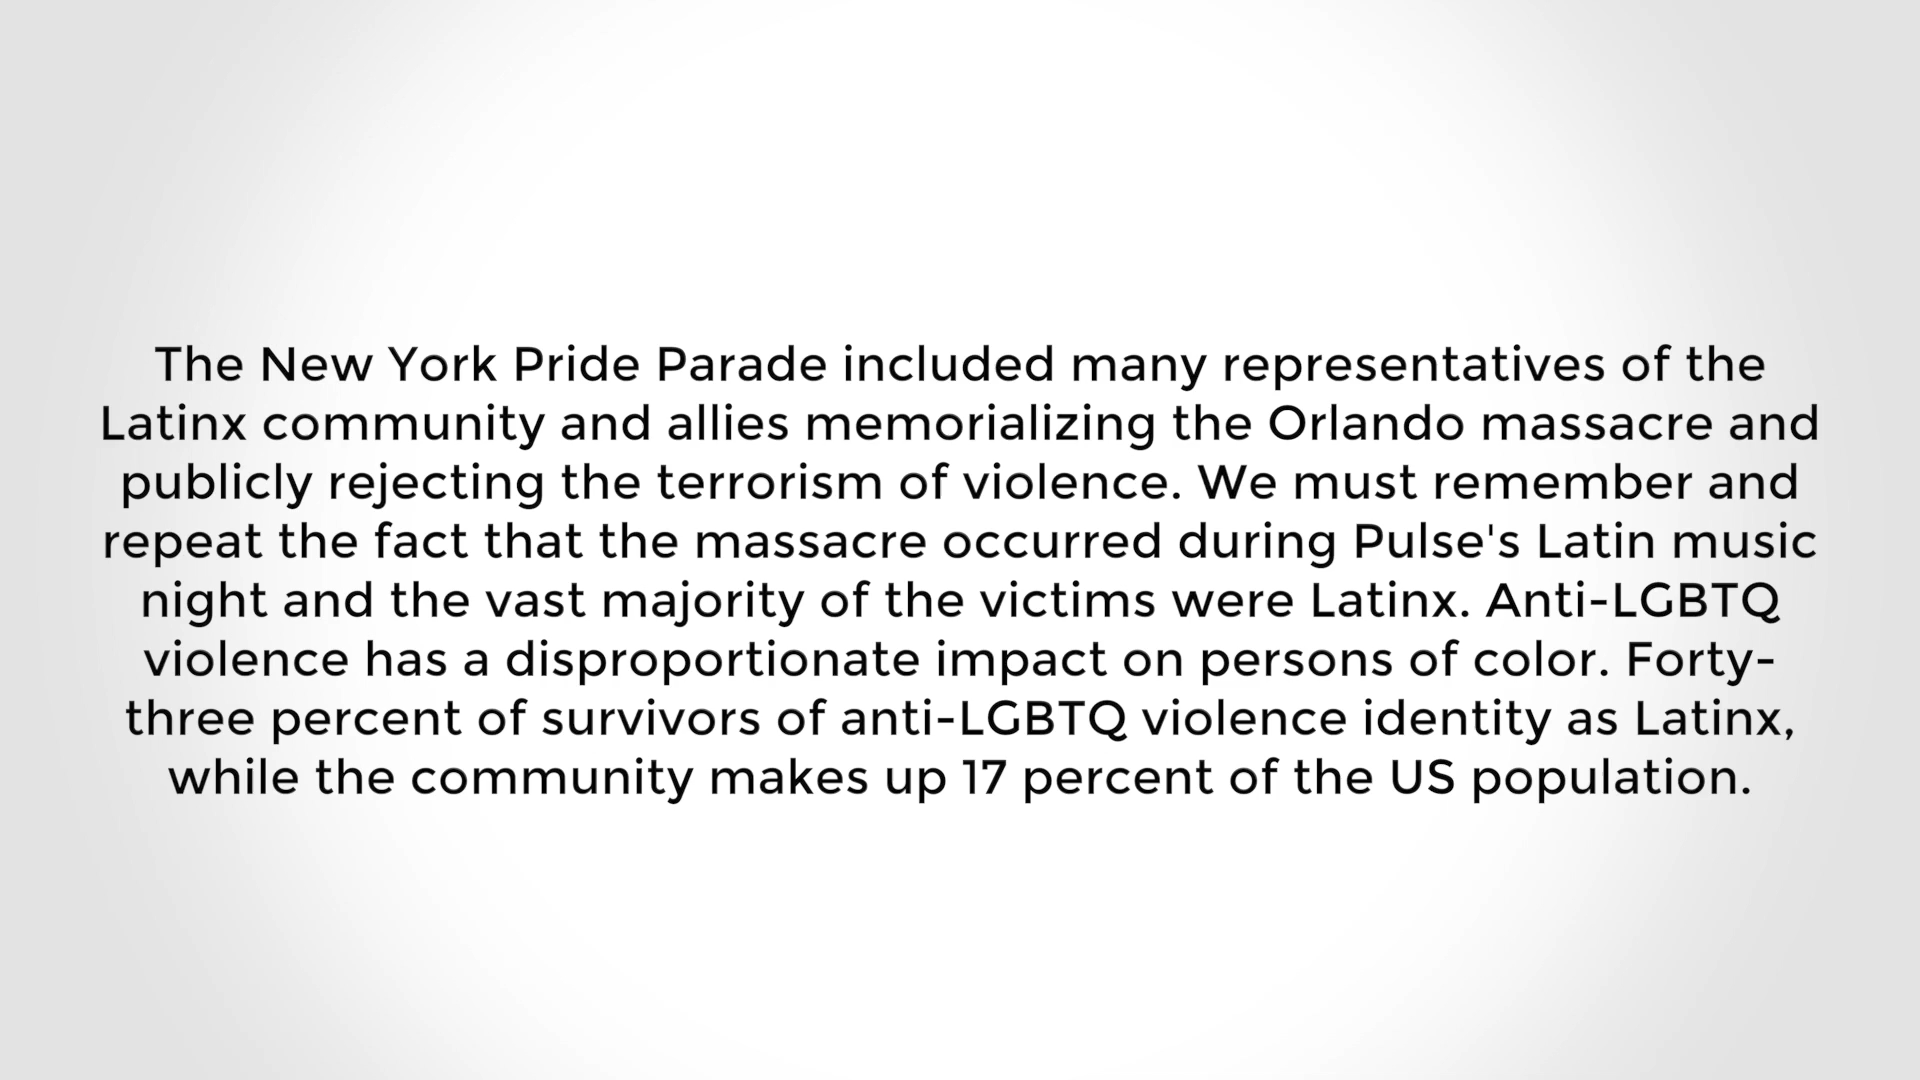 The New York Pride Parade included many representatives of the
Latinx community and allies memorializing the Orlando massacre and
publicly rejecting the terrorism of violence. We must remember and
repeat the fact that the massacre occurred during Pulse's Latin music
night and the vast majority of the victims were Latinx. Anti-LGBTQ
violence has a disproportionate impact on persons of color. Forty-
three percent of survivors of anti-LGBTQ violence identity as Latinx,
while the community makes up 17 percent of the US population.